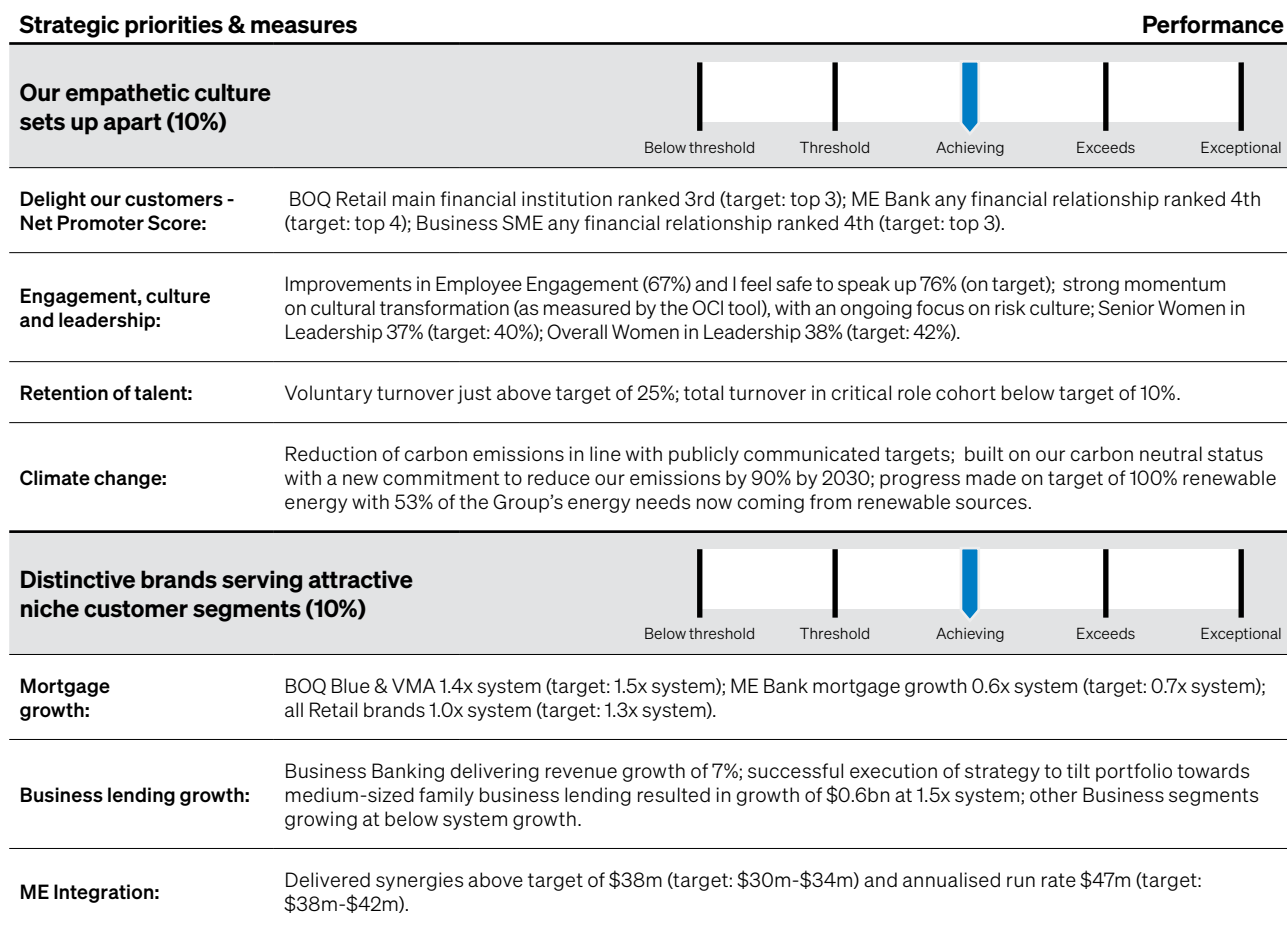 Strategic priorities & measures Performance
Our empathetic culture
sets up apart (10%)
Below threshold Threshold Achieving Exceeds Exceptional
Delight our customers -
Net Promoter Score:
BOQ Retail main financial institution ranked 3rd (target: top 3); ME Bank any financial relationship ranked 4th
(target: top 4); Business SME any financial relationship ranked 4th (target: top 3).
Engagement, culture
and leadership:
Improvements in Employee Engagement (67%) and I feel safe to speak up 76% (on target); strong momentum
on cultural transformation (as measured by the OCI tool), with an ongoing focus on risk culture; Senior Women in
Leadership 37% (target: 40%); Overall Women in Leadership 38% (target: 42%).
Retention of talent:
Voluntary turnover just above target of 25%; total turnover in critical role cohort below target of 10%.
Climate change:
Reduction of carbon emissions in line with publicly communicated targets; built on our carbon neutral status
with a new commitment to reduce our emissions by 90% by 2030; progress made on target of 100% renewable
energy with 53% of the Group's energy needs now coming from renewable sources.
Distinctive brands serving attractive
niche customer segments (10%)
Below threshold Threshold Achieving Exceeds Exceptional
Mortgage
growth:
BOQ Blue & VMA 1.4x system (target: 1.5x system); ME Bank mortgage growth 0.6x system (target: 0.7x system);
all Retail brands 1.0x system (target: 1.3x system).
Business lending growth:
Business Banking delivering revenue growth of 7%; successful execution of strategy to tilt portfolio towards
medium-sized family business lending resulted in growth of $0.6bn at 1.5x system; other Business segments
growing at below system growth.
ME Integration:
Delivered synergies above target of $38m (target: $30m-$34m) and annualised run rate $47m (target:
$38m-$42m).